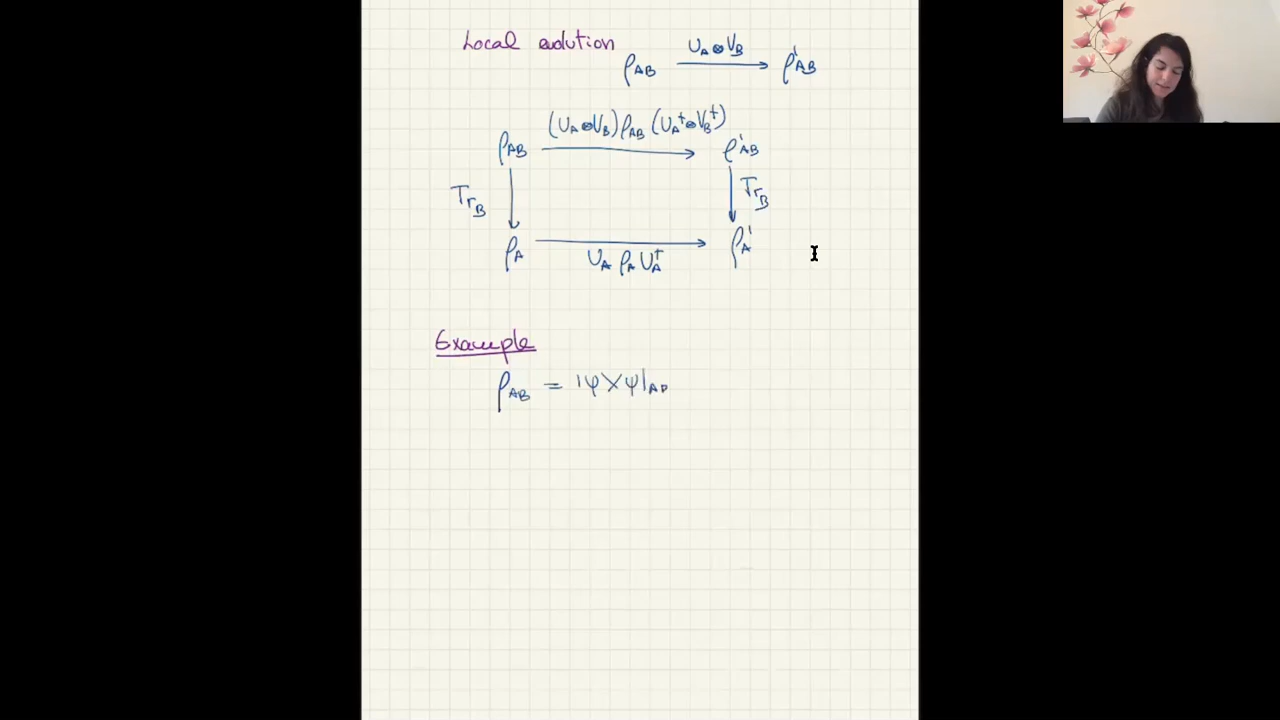 Local evolution
ρ_AB U_A⊗V_B → ρ'_AB
(U_A⊗V_B)ρ_AB(U_A†⊗V_B†)
ρ_AB → ρ'_AB
Tr_B Tr_B
ρ_A → ρ_A'
U_A ρ_A U_A†
Example
ρ_AB = |ψ⟩⟨ψ|_AB